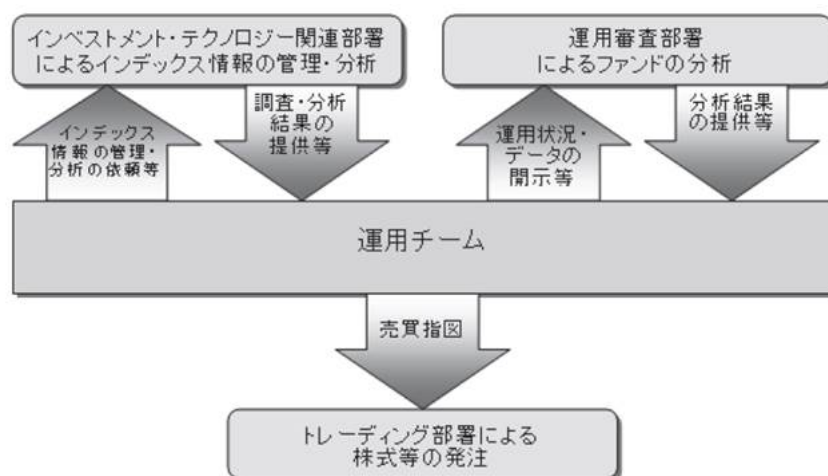 インベストメント・テクノロジー関連部署
によるインデックス情報の管理・分析
運用審査部署
によるファンドの分析
インデックス
情報の管理・
分析の依頼等
調査・分析
結果の
提供等
運用状況・
データの
開示等
分析結果
の提供等
運用チーム
売買指図
トレーディング部署による
株式等の発注